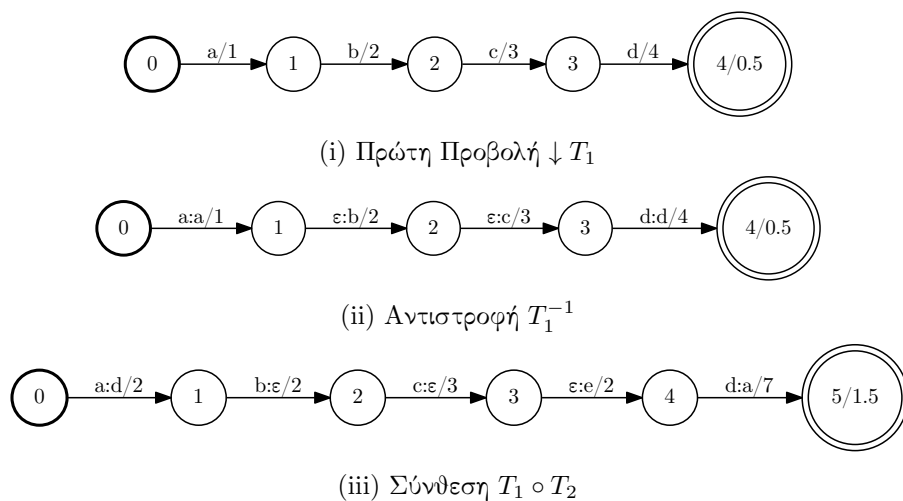 0 a/1 1 b/2 2 c/3 3 d/4 4/0.5
(i) Πρώτη Προβολή ↓ T₁
0 a:a/1 1 ε:b/2 2 ε:c/3 3 d:d/4 4/0.5
(ii) Αντιστροφή T₁⁻¹
0 a:d/2 1 b:ε/2 2 c:ε/3 3 ε:e/2 4 d:a/7 5/1.5
(iii) Σύνθεση T₁ ∘ T₂